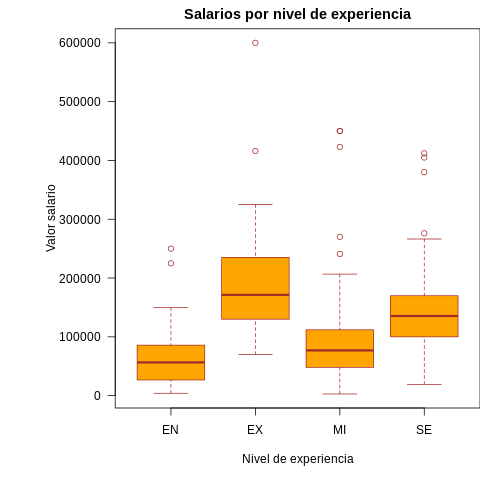 Salarios por nivel de experiencia
600000
500000
400000
300000
200000
100000
0
Valor salario
EN EX MI SE
Nivel de experiencia